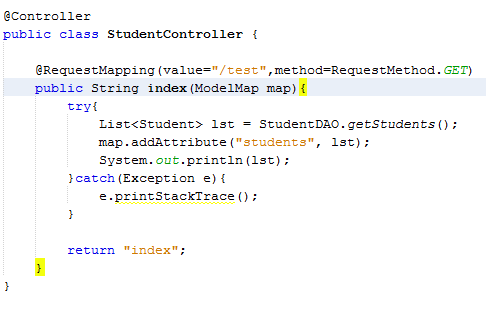 @Controller
public class StudentController {
@RequestMapping(value="/test",method=RequestMethod.GET)
public String index(ModelMap map){
try{
List<Student> lst = StudentDAO.getStudents();
map.addAttribute("students", lst);
System.out.println(lst);
}catch(Exception e){
e.printStackTrace();
}
return "index";
}
}